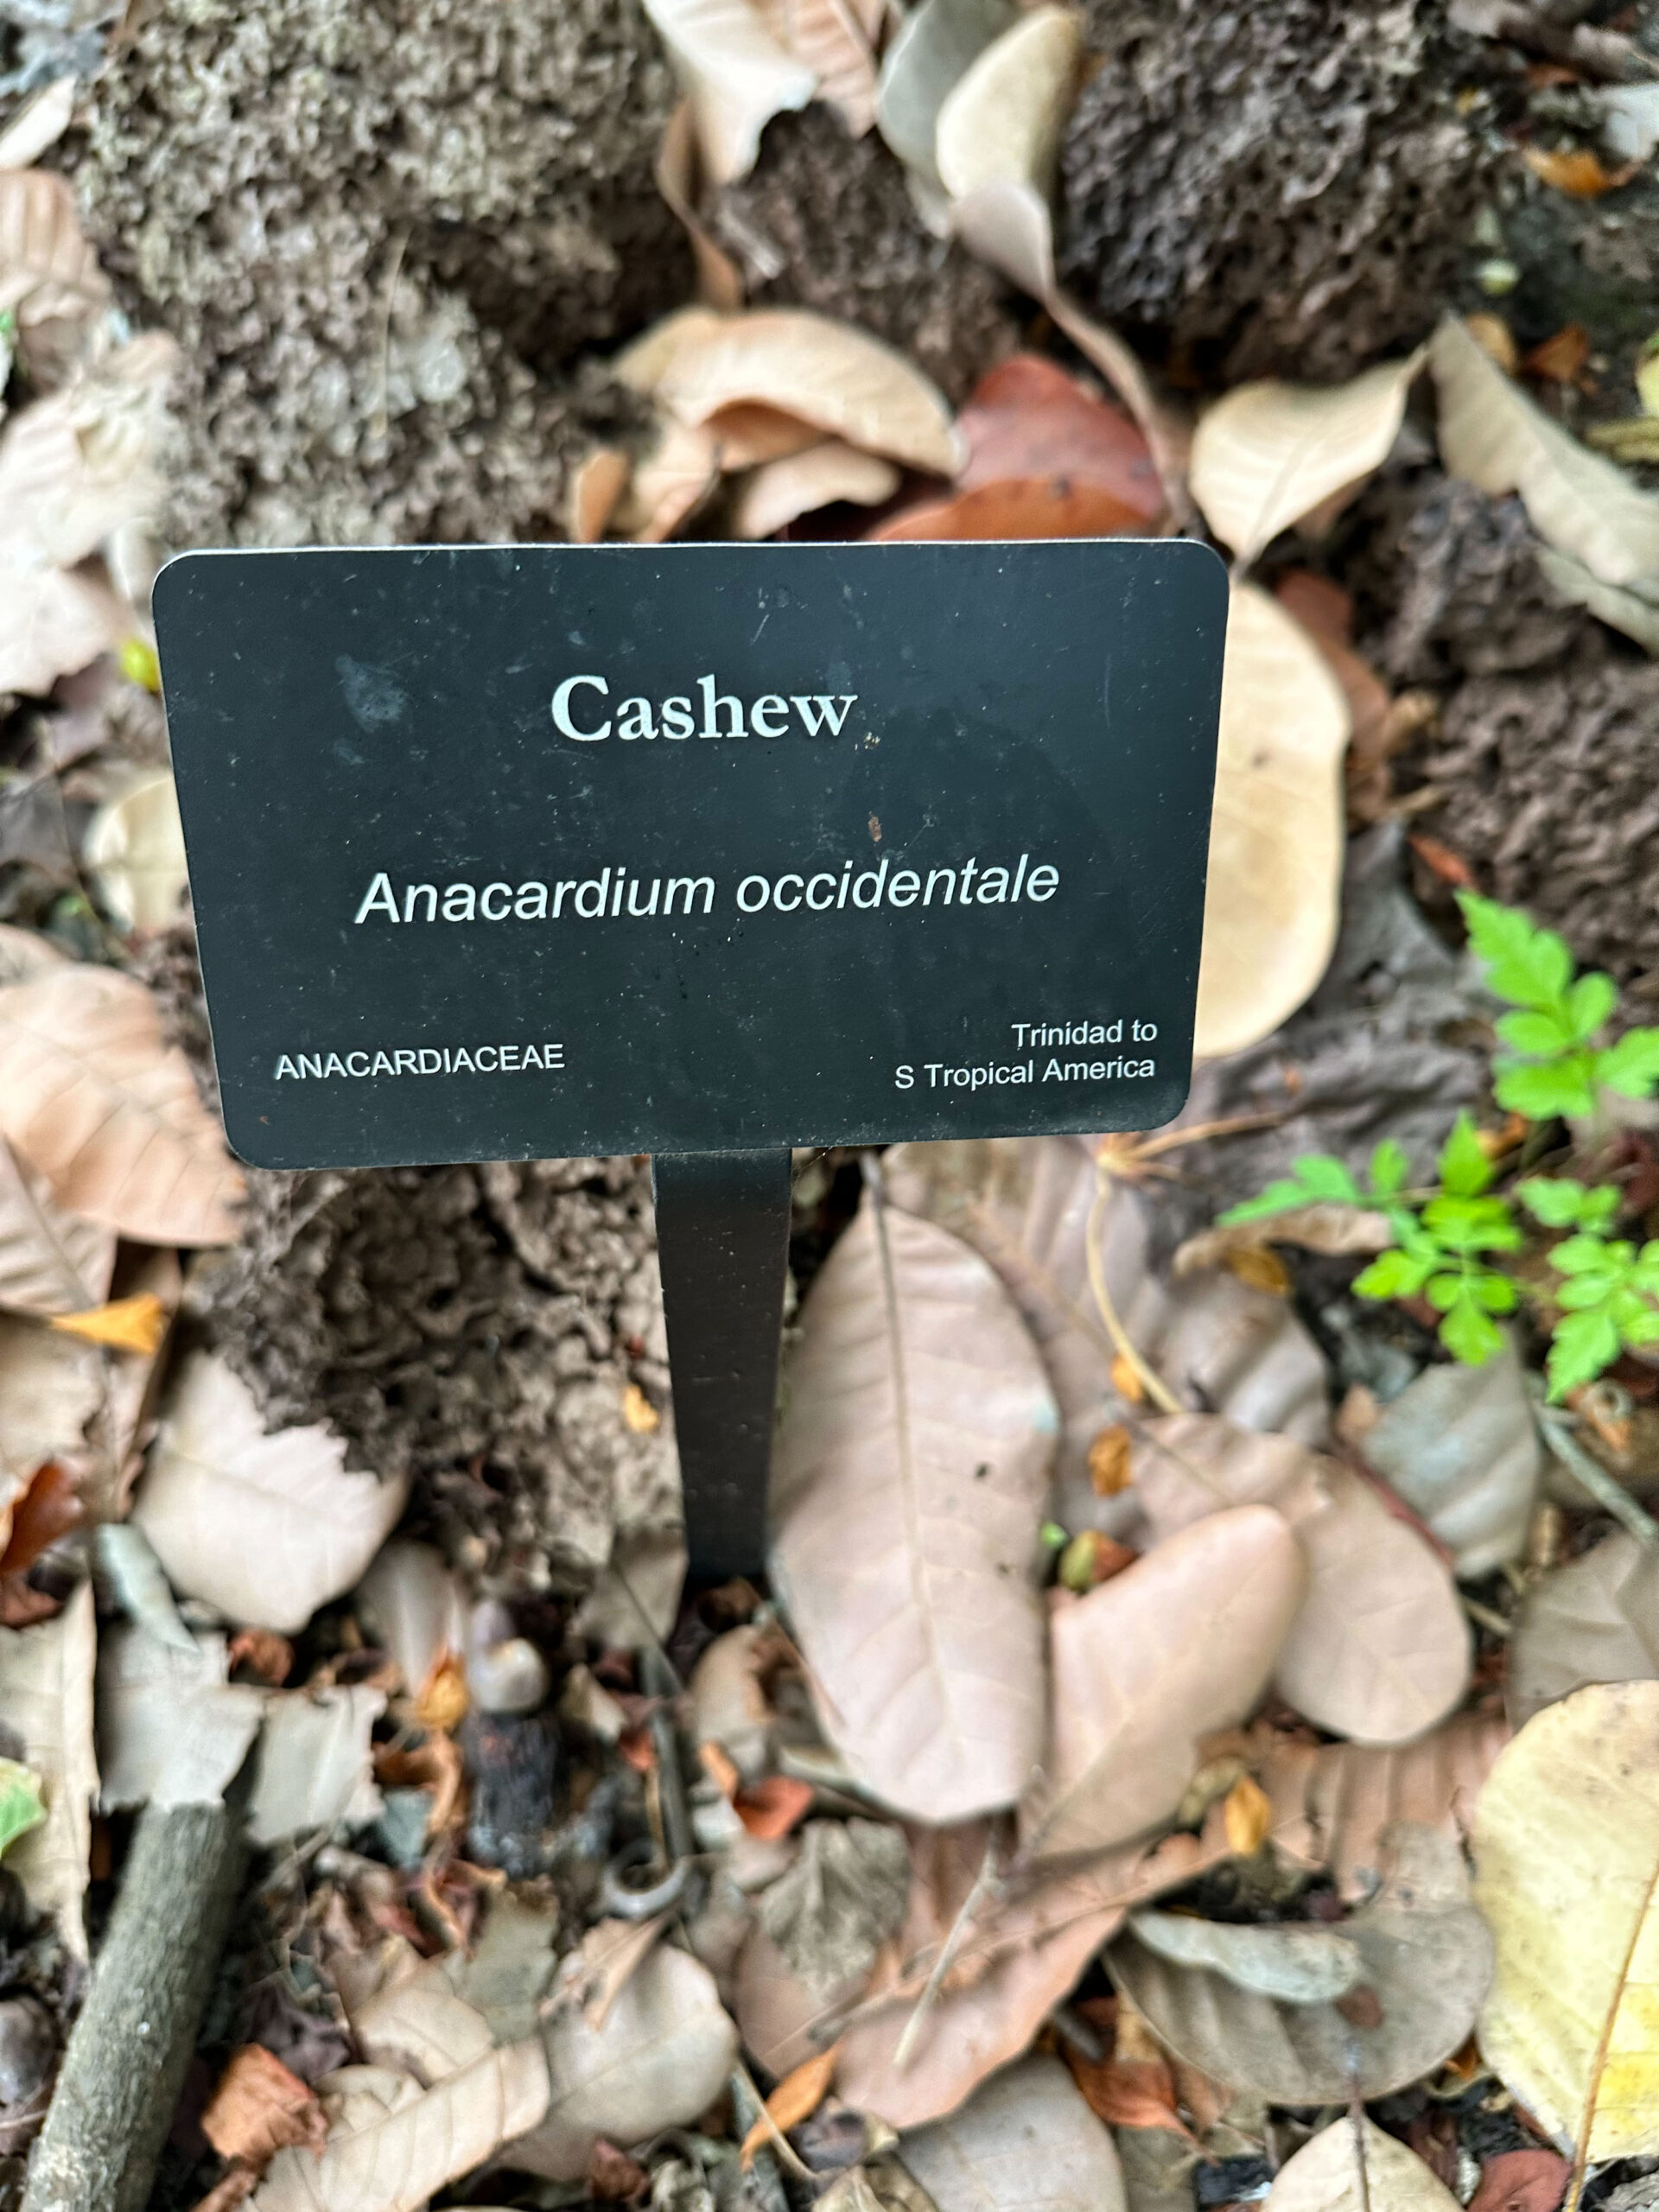 Cashew
Anacardium occidentale
ANACARDIACEAE
Trinidad to
S Tropical America